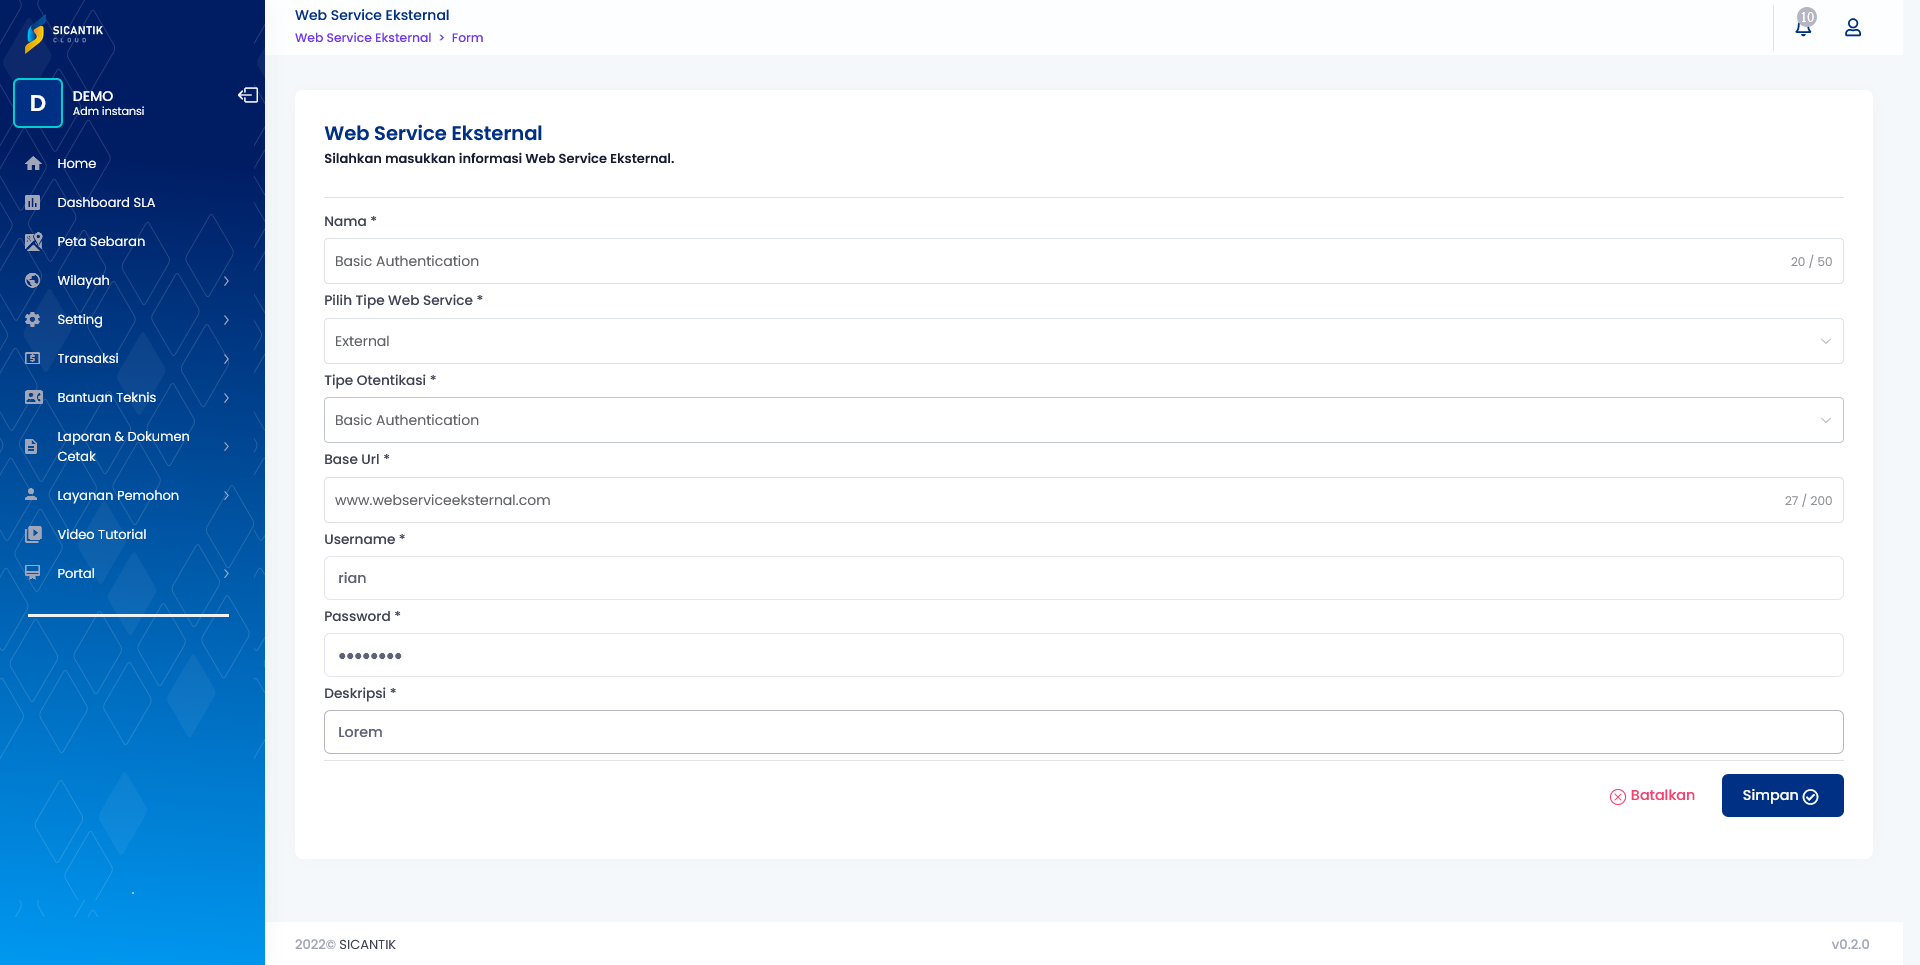 SICANTIK
CLOUD
D
DEMO
Adm instansi
Home
Dashboard SLA
Peta Sebaran
Wilayah
Setting
Transaksi
Bantuan Teknis
Laporan & Dokumen
Cetak
Layanan Pemohon
Video Tutorial
Portal
Web Service Eksternal
Web Service Eksternal > Form
10
Web Service Eksternal
Silahkan masukkan informasi Web Service Eksternal.
Nama *
Basic Authentication 20 / 50
Pilih Tipe Web Service *
External
Tipe Otentikasi *
Basic Authentication
Base Url *
www.webserviceeksternal.com 27 / 200
Username *
rian
Password *
••••••••
Deskripsi *
Lorem
Batalkan Simpan
2022© SICANTIK v0.2.0